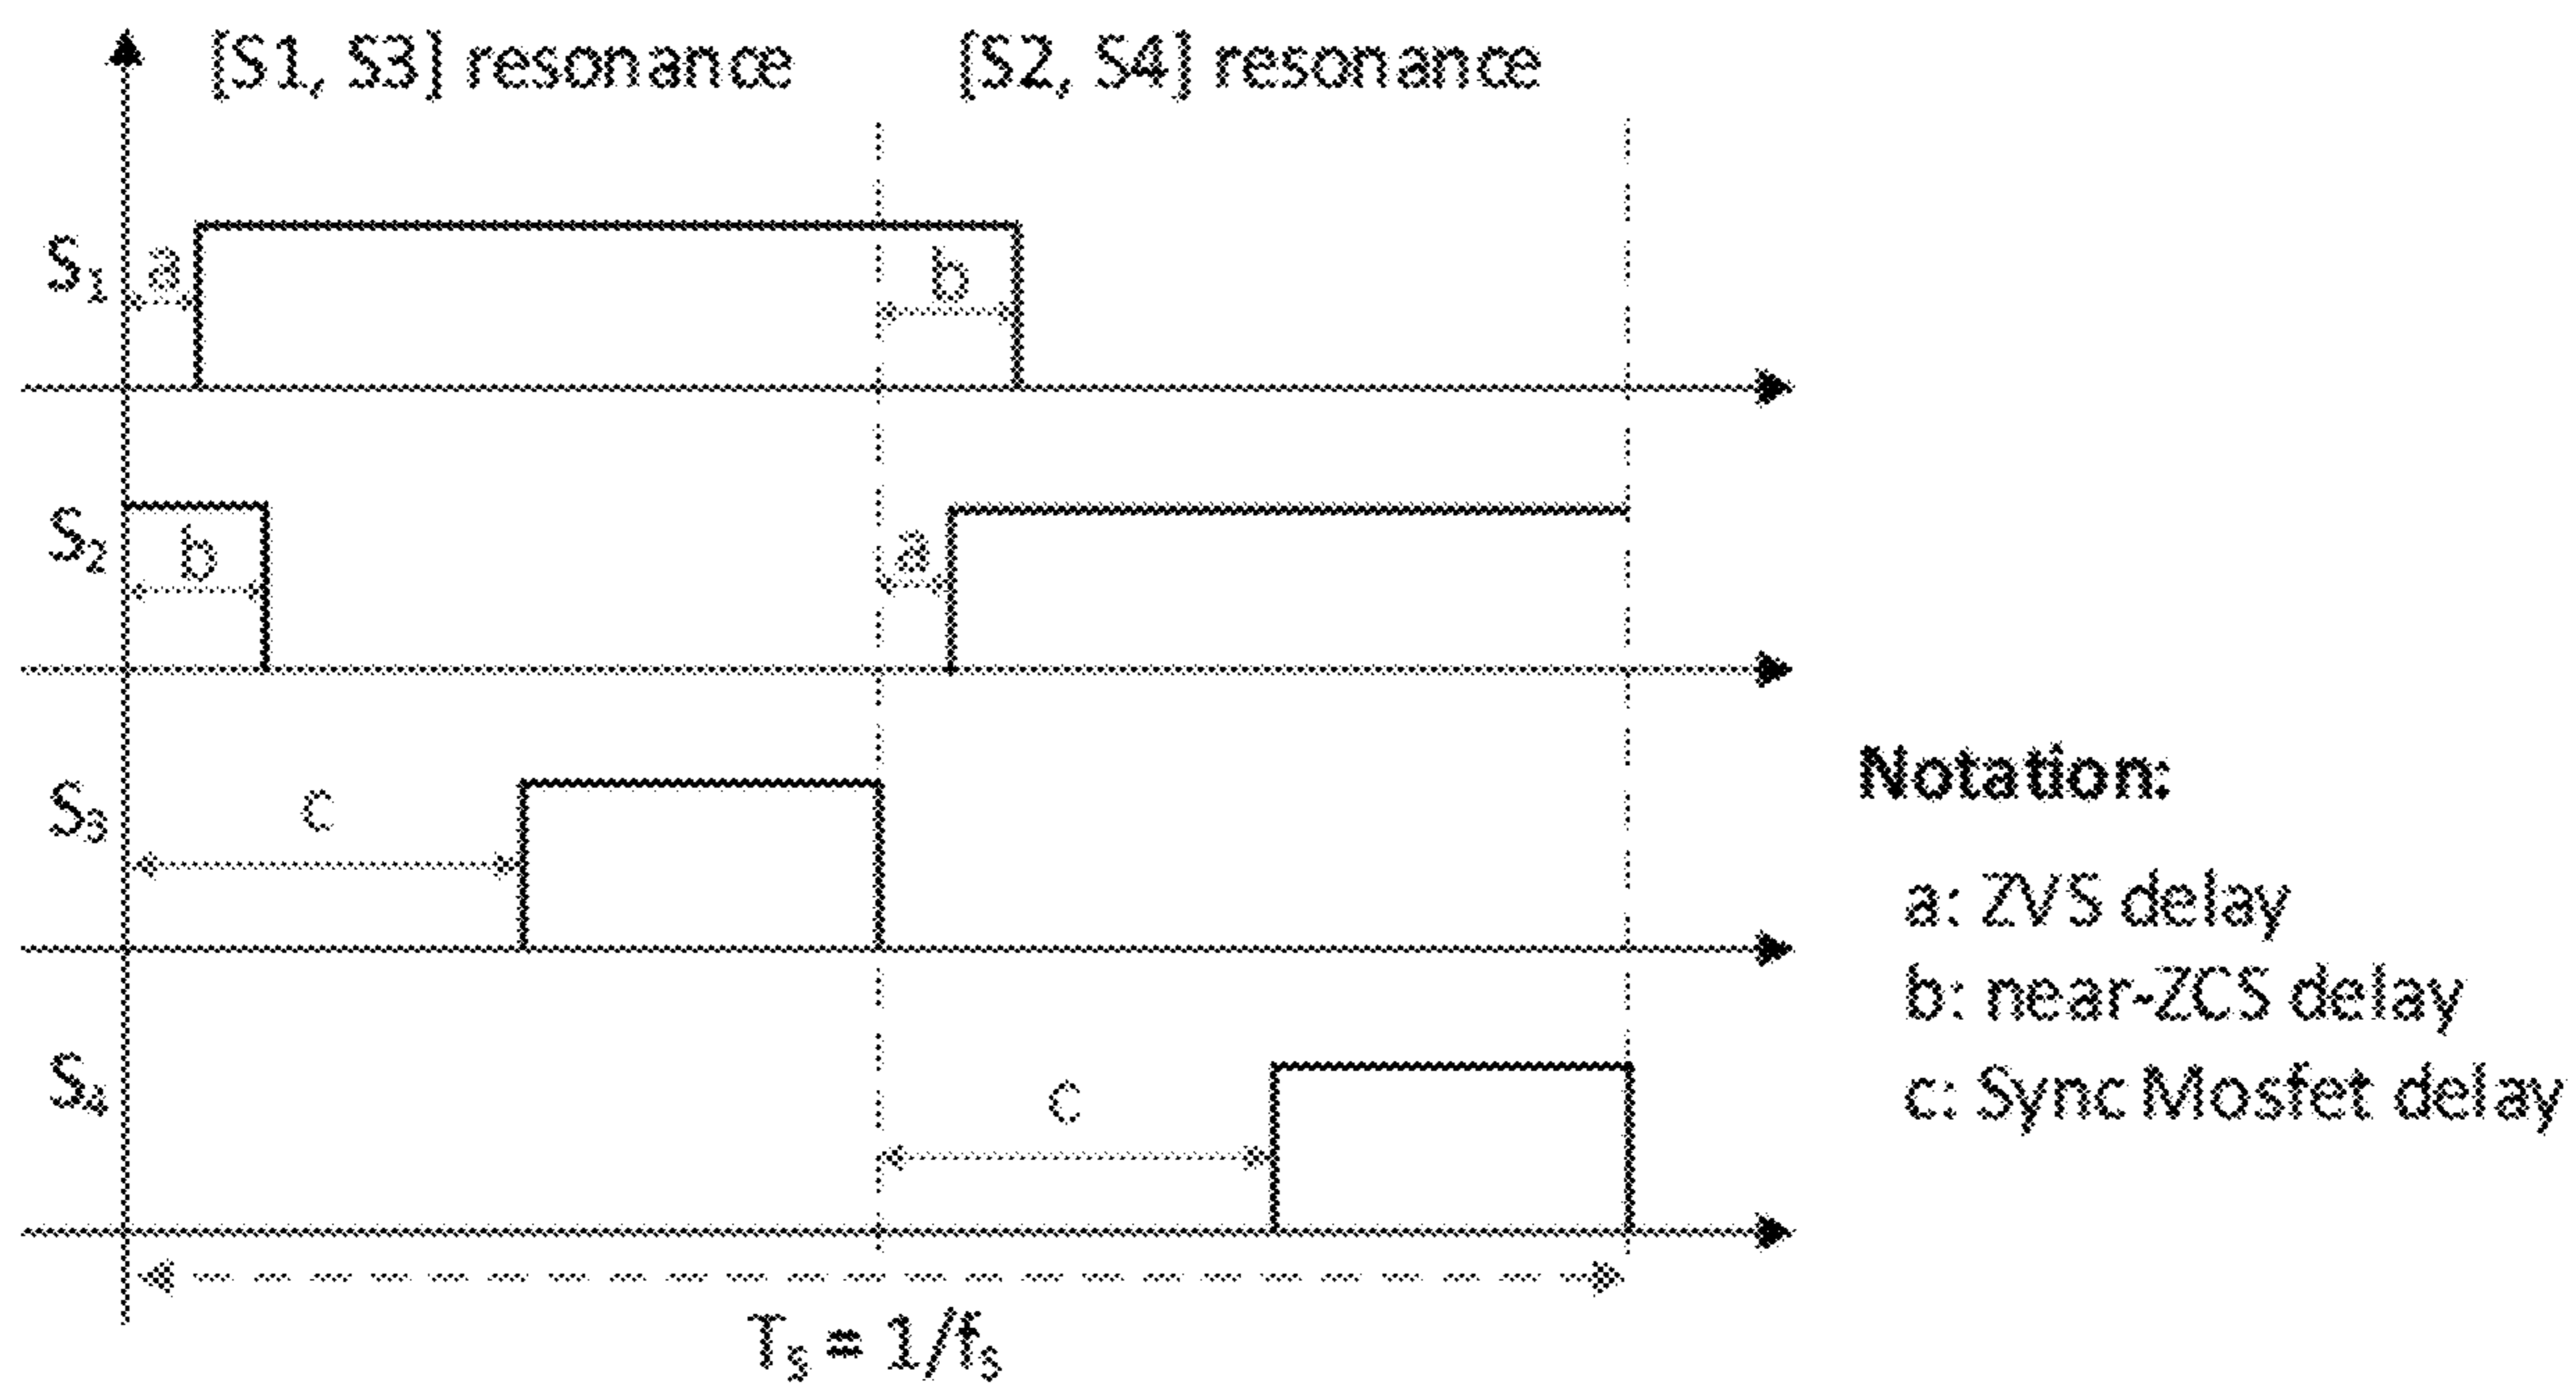 [S1, S3] resonance [S2, S4] resonance
S1 a b
S2 b a
S3 c
S4 c
Notation:
a: ZVS delay
b: near-ZCS delay
c: Sync Mosfet delay
Ts = 1/fs